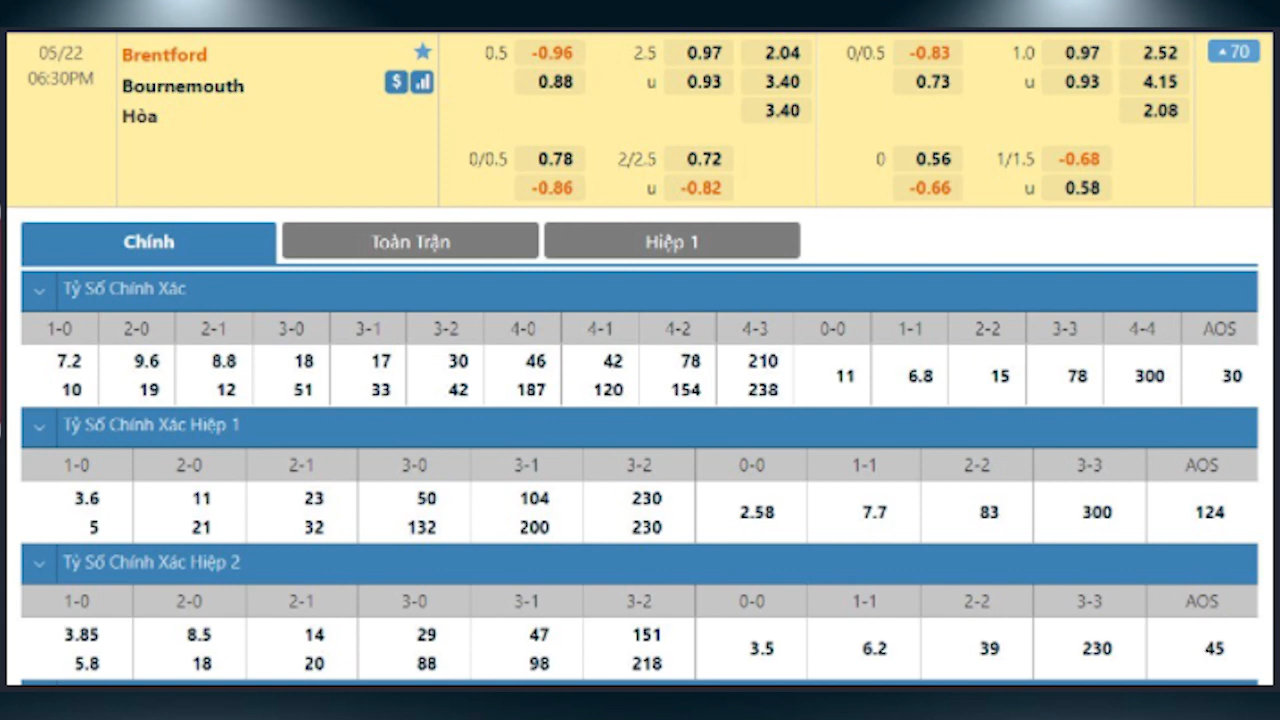 05/22 Brentford 0.5 -0.96 2.5 0.97 2.04 0/0.5 -0.83 1.0 0.97 2.52 70
06:30PM Bournemouth $ 0.88 u 0.93 3.40 0.73 u 0.93 4.15
Hòa 3.40 2.08
0/0.5 0.78 2/2.5 0.72 0 0.56 1/1.5 -0.68
-0.86 u -0.82 -0.66 u 0.58
Chính Toàn Trận Hiệp 1
Tỷ Số Chính Xác
1-0 2-0 2-1 3-0 3-1 3-2 4-0 4-1 4-2 4-3 0-0 1-1 2-2 3-3 4-4 AOS
7.2 9.6 8.8 18 17 30 46 42 78 210
11 6.8 15 78 300 30
10 19 12 51 33 42 187 120 154 238
Tỷ Số Chính Xác Hiệp 1
1-0 2-0 2-1 3-0 3-1 3-2 0-0 1-1 2-2 3-3 AOS
3.6 11 23 50 104 230
2.58 7.7 83 300 124
5 21 32 132 200 230
Tỷ Số Chính Xác Hiệp 2
1-0 2-0 2-1 3-0 3-1 3-2 0-0 1-1 2-2 3-3 AOS
3.85 8.5 14 29 47 151
3.5 6.2 39 230 45
5.8 18 20 88 98 218